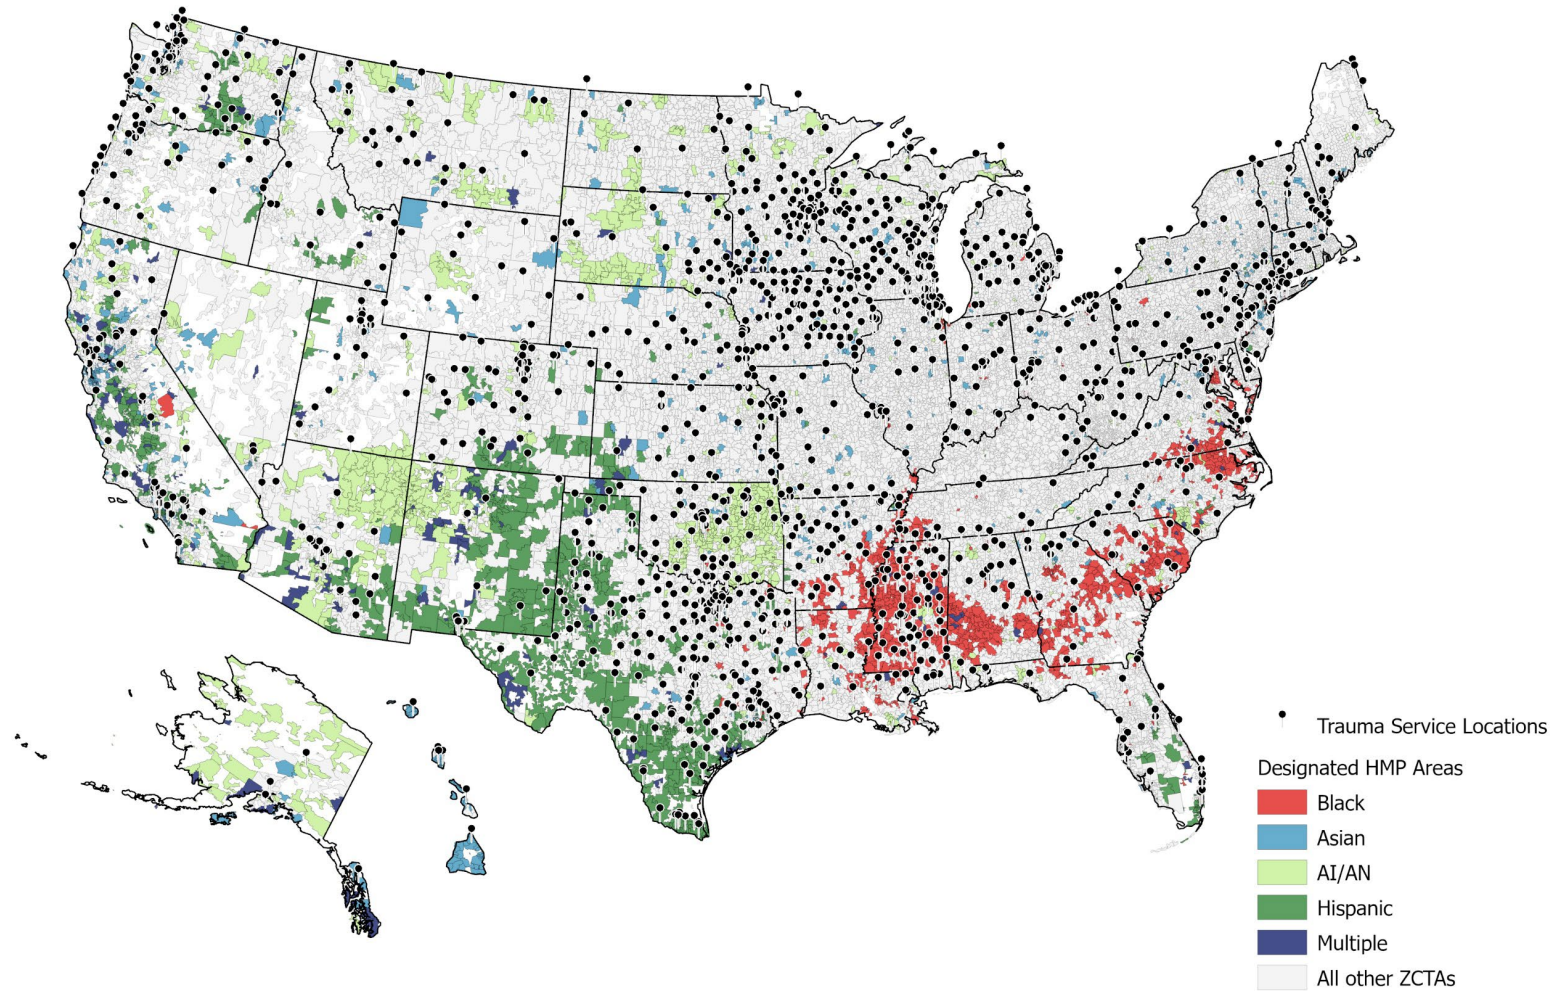 Trauma Service Locations
Designated HMP Areas
Black
Asian
AI/AN
Hispanic
Multiple
All other ZCTAs